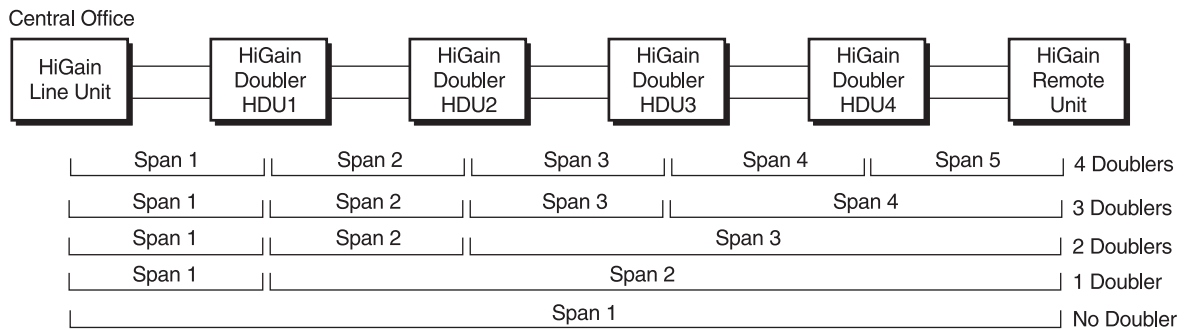 Central Office
HiGain
Line Unit
HiGain
Doubler
HDU1
HiGain
Doubler
HDU2
HiGain
Doubler
HDU3
HiGain
Doubler
HDU4
HiGain
Remote
Unit
Span 1 Span 2 Span 3 Span 4 Span 5 4 Doublers
Span 1 Span 2 Span 3 Span 4 3 Doublers
Span 1 Span 2 Span 3 2 Doublers
Span 1 Span 2 1 Doubler
Span 1 No Doubler